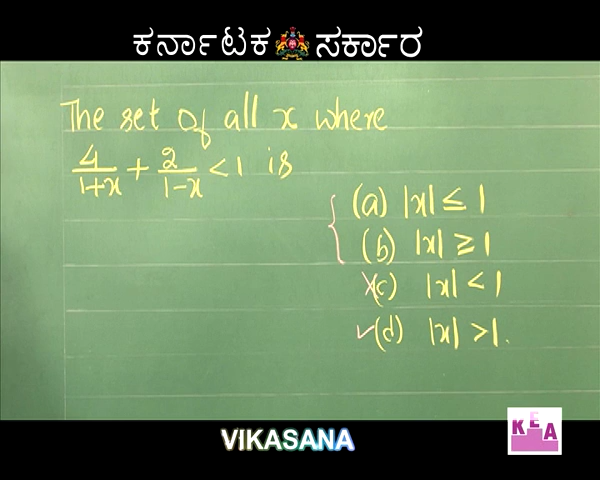 ಕರ್ನಾಟಕ ಸರ್ಕಾರ
The set of all x where
4/1+x + 2/1-x < 1 is
(a) |x| ≤ 1
(b) |x| ≥ 1
(c) |x| < 1
(d) |x| > 1.
KEA
VIKASANA